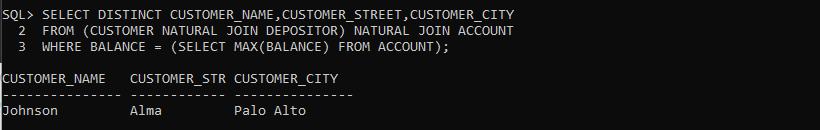 SQL> SELECT DISTINCT CUSTOMER_NAME,CUSTOMER_STREET,CUSTOMER_CITY
  2  FROM (CUSTOMER NATURAL JOIN DEPOSITOR) NATURAL JOIN ACCOUNT
  3  WHERE BALANCE = (SELECT MAX(BALANCE) FROM ACCOUNT);
CUSTOMER_NAME   CUSTOMER_STR CUSTOMER_CITY
--------------- ------------ ---------------
Johnson         Alma         Palo Alto